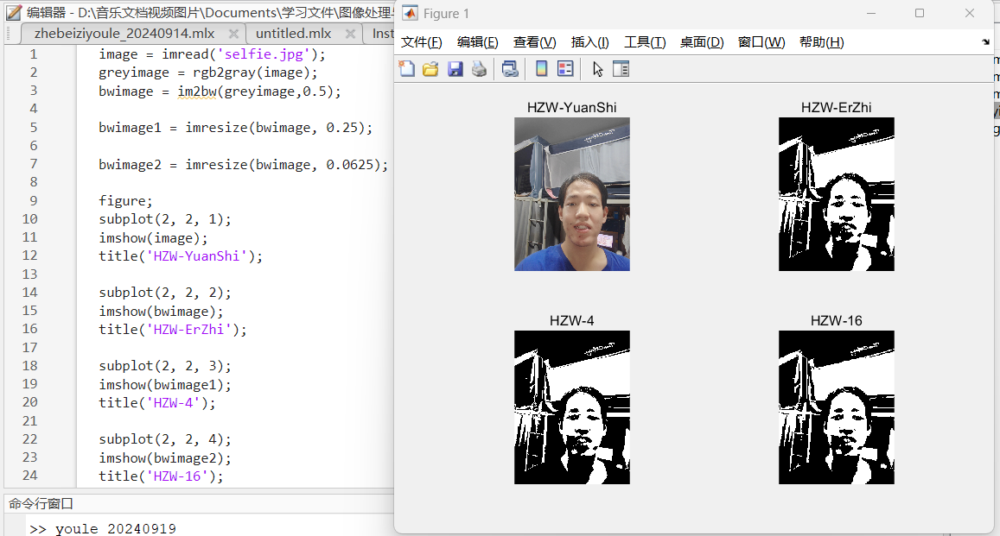 编辑器 - D:\音乐文档视频图片\Documents\学习文件\图像处理与
zhebeiziyoule_20240914.mlx
untitled.mlx
Inst
1 image = imread('selfie.jpg');
2 greyimage = rgb2gray(image);
3 bwimage = im2bw(greyimage,0.5);
4
5 bwimage1 = imresize(bwimage, 0.25);
6
7 bwimage2 = imresize(bwimage, 0.0625);
8
9 figure;
10 subplot(2, 2, 1);
11 imshow(image);
12 title('HZW-YuanShi');
13
14 subplot(2, 2, 2);
15 imshow(bwimage);
16 title('HZW-ErZhi');
17
18 subplot(2, 2, 3);
19 imshow(bwimage1);
20 title('HZW-4');
21
22 subplot(2, 2, 4);
23 imshow(bwimage2);
24 title('HZW-16');
命令行窗口
>> youle 20240919
Figure 1
文件(F) 编辑(E) 查看(V) 插入(I) 工具(T) 桌面(D) 窗口(W) 帮助(H)
HZW-YuanShi
HZW-ErZhi
HZW-4
HZW-16